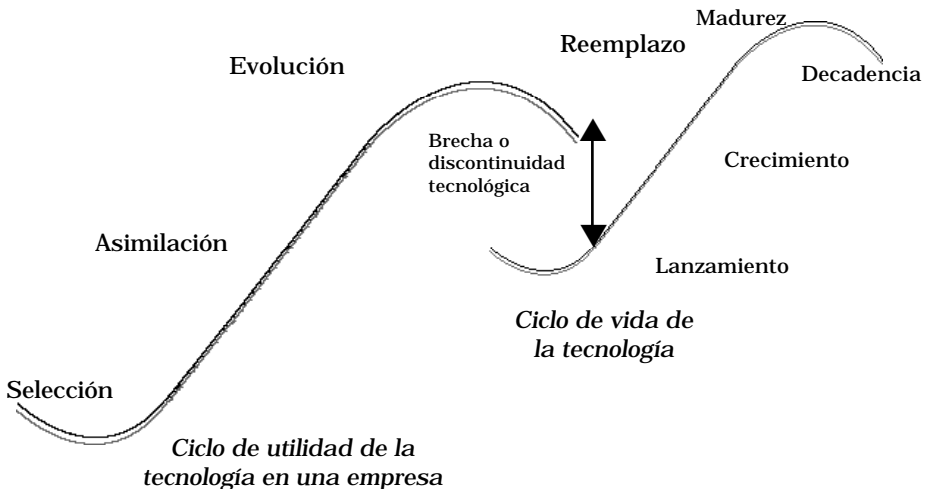 Madurez
Reemplazo
Evolución
Decadencia
Brecha o
discontinuidad
tecnológica
Crecimiento
Asimilación
Lanzamiento
Ciclo de vida de
la tecnología
Selección
Ciclo de utilidad de la
tecnología en una empresa